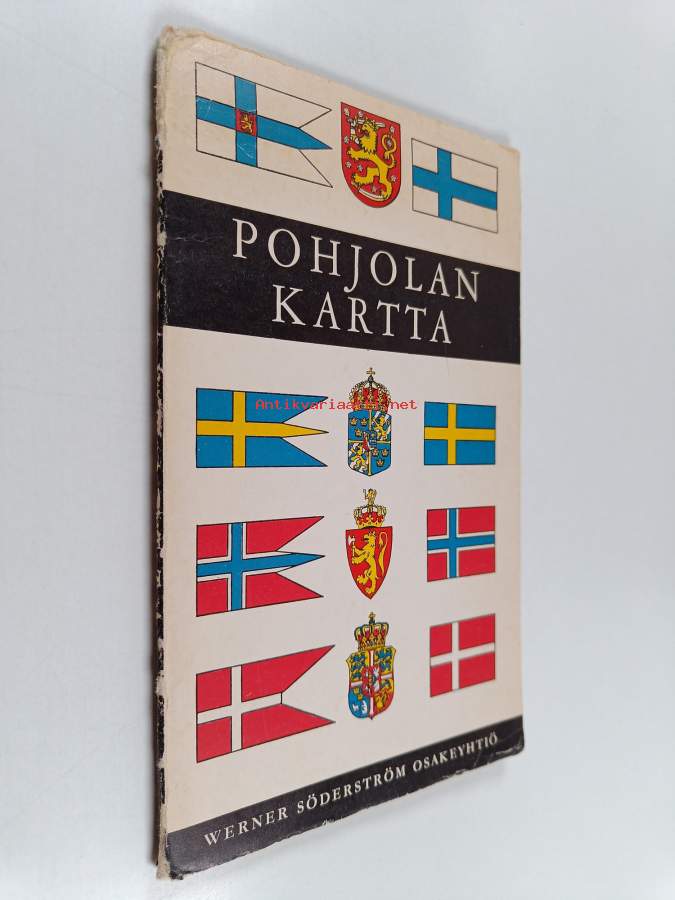 POHJOLAN
KARTTA
Antikvariaatti.net
WERNER SÖDERSTRÖM OSAKEYHTIÖ